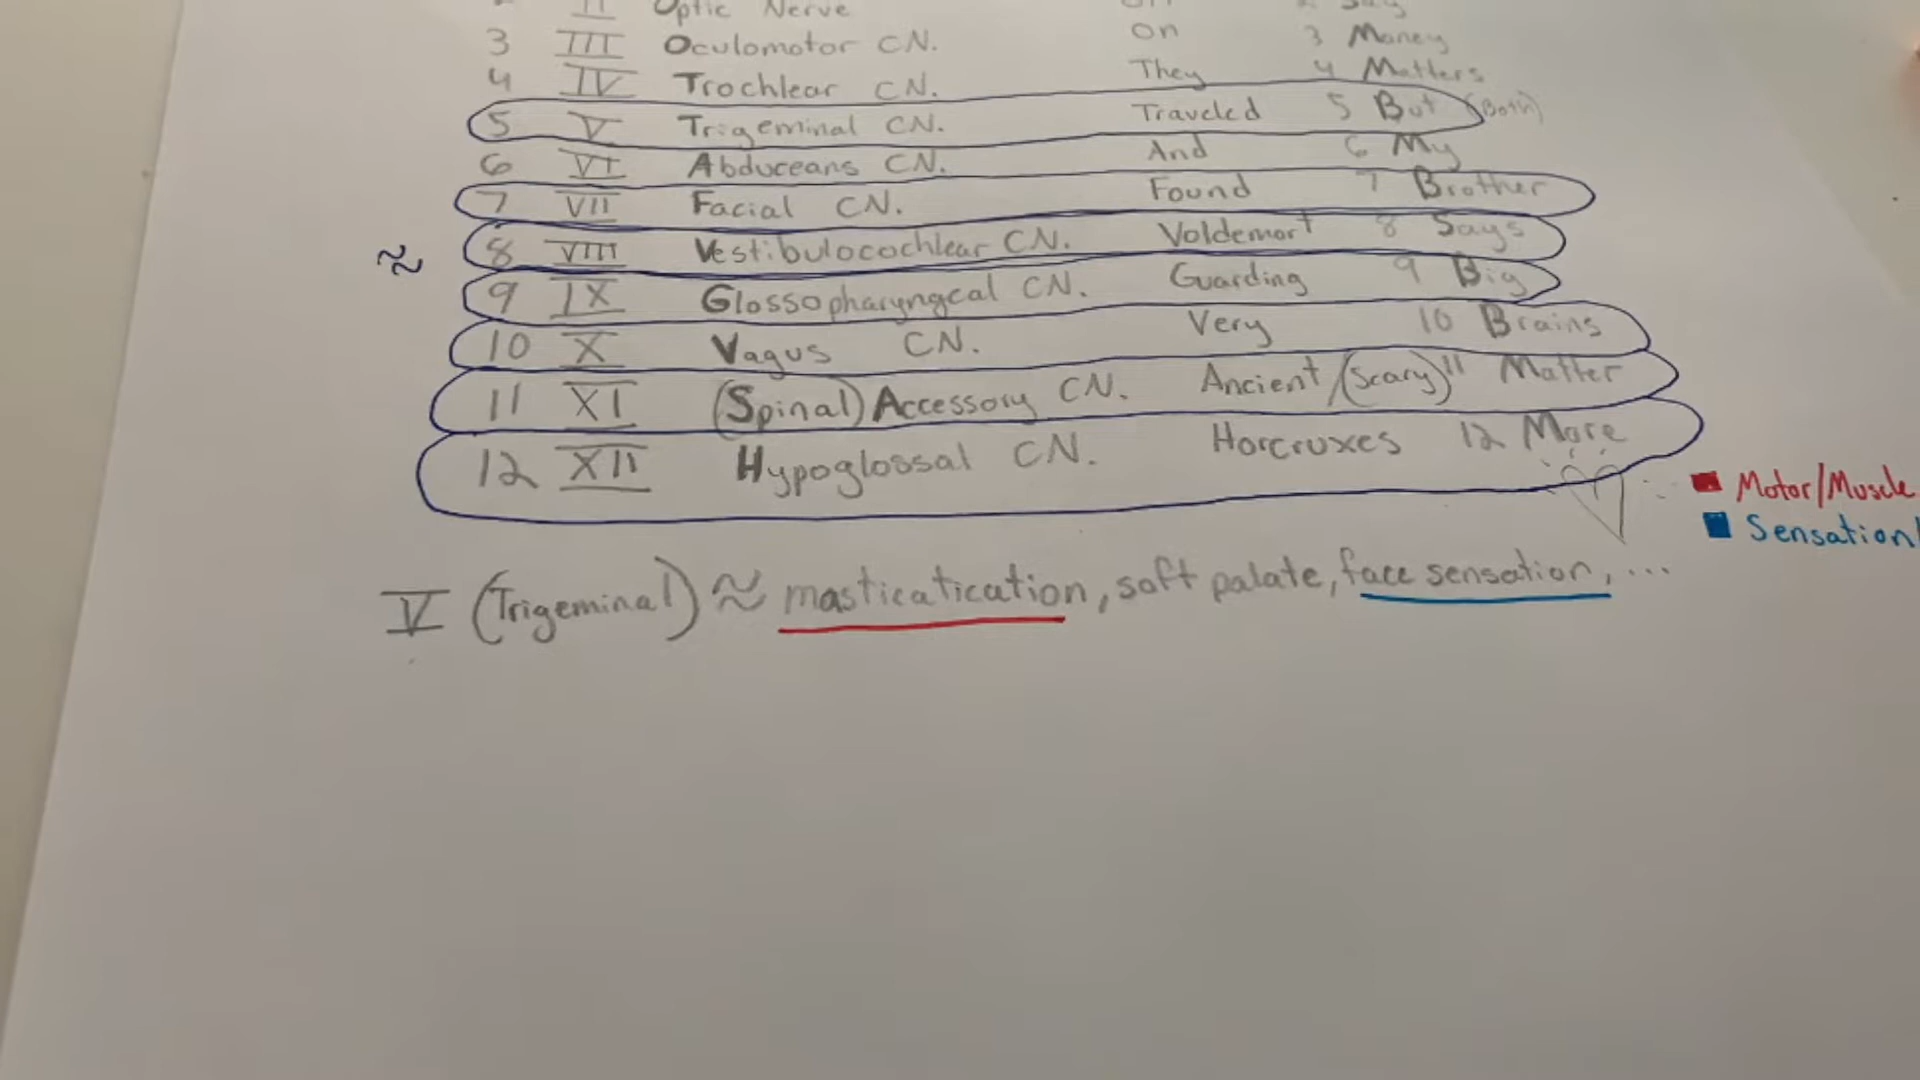 II Optic Nerve
3 III Oculomotor CN. On 3 Money
4 IV Trochlear CN. They 4 Matters
5 V Trigeminal CN. Traveled 5 But (Both)
6 VI Abduceans CN. And 6 My
7 VII Facial CN. Found 7 Brother
≈ 8 VIII Vestibulocochlear CN. Voldemort 8 Says
9 IX Glossopharyngeal CN. Guarding 9 Big
10 X Vagus CN. Very 10 Brains
11 XI (Spinal) Accessory CN. Ancient/(Scary) 11 Matter
12 XII Hypoglossal CN. Horcruxes 12 More
Motor/Muscle
Sensation
V (Trigeminal) ≈ masticatication, soft palate, face sensation, ...